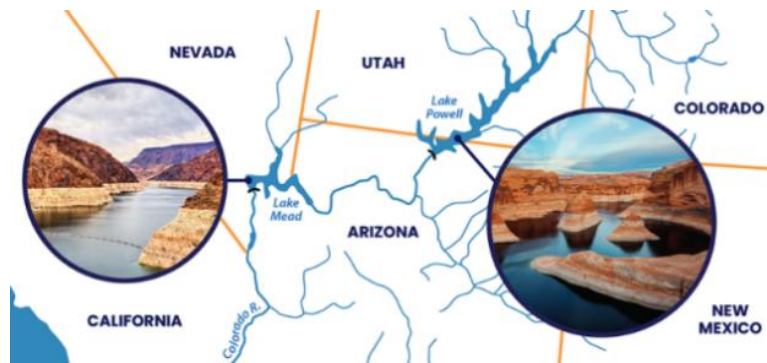 NEVADA
UTAH
Lake
Powell
COLORADO
Lake
Mead
ARIZONA
CALIFORNIA
Colorado R.
NEW
MEXICO